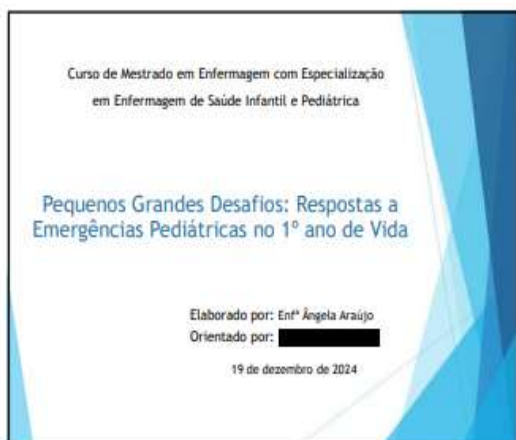 Curso de Mestrado em Enfermagem com Especialização
em Enfermagem de Saúde Infantil e Pediátrica
Pequenos Grandes Desafios: Respostas a
Emergências Pediátricas no 1º ano de Vida
Elaborado por: Enfª Ângela Araújo
Orientado por:
19 de dezembro de 2024